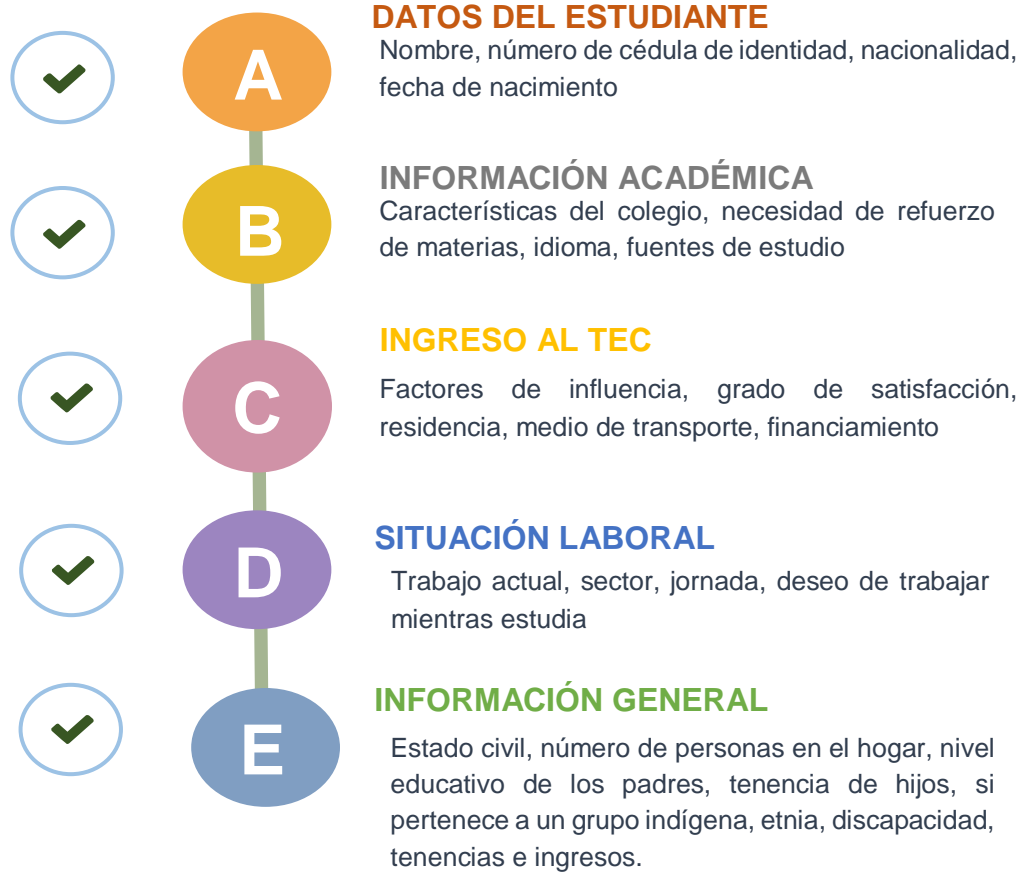 A
DATOS DEL ESTUDIANTE
Nombre, número de cédula de identidad, nacionalidad,
fecha de nacimiento
B
INFORMACIÓN ACADÉMICA
Características del colegio, necesidad de refuerzo
de materias, idioma, fuentes de estudio
C
INGRESO AL TEC
Factores de influencia, grado de satisfacción,
residencia, medio de transporte, financiamiento
D
SITUACIÓN LABORAL
Trabajo actual, sector, jornada, deseo de trabajar
mientras estudia
E
INFORMACIÓN GENERAL
Estado civil, número de personas en el hogar, nivel
educativo de los padres, tenencia de hijos, si
pertenece a un grupo indígena, etnia, discapacidad,
tenencias e ingresos.